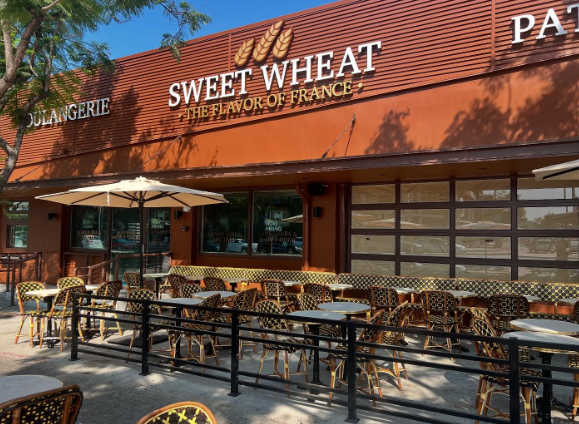 OULANGERIE
SWEET WHEAT
· THE FLAVOR OF FRANCE ·
PAT